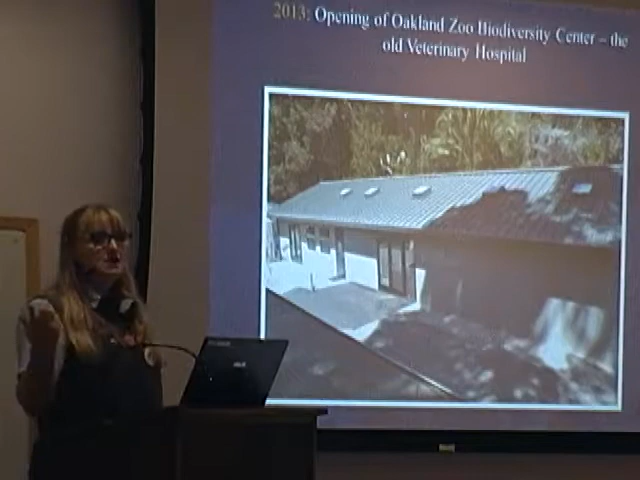 2013: Opening of Oakland Zoo Biodiversity Center – the
old Veterinary Hospital